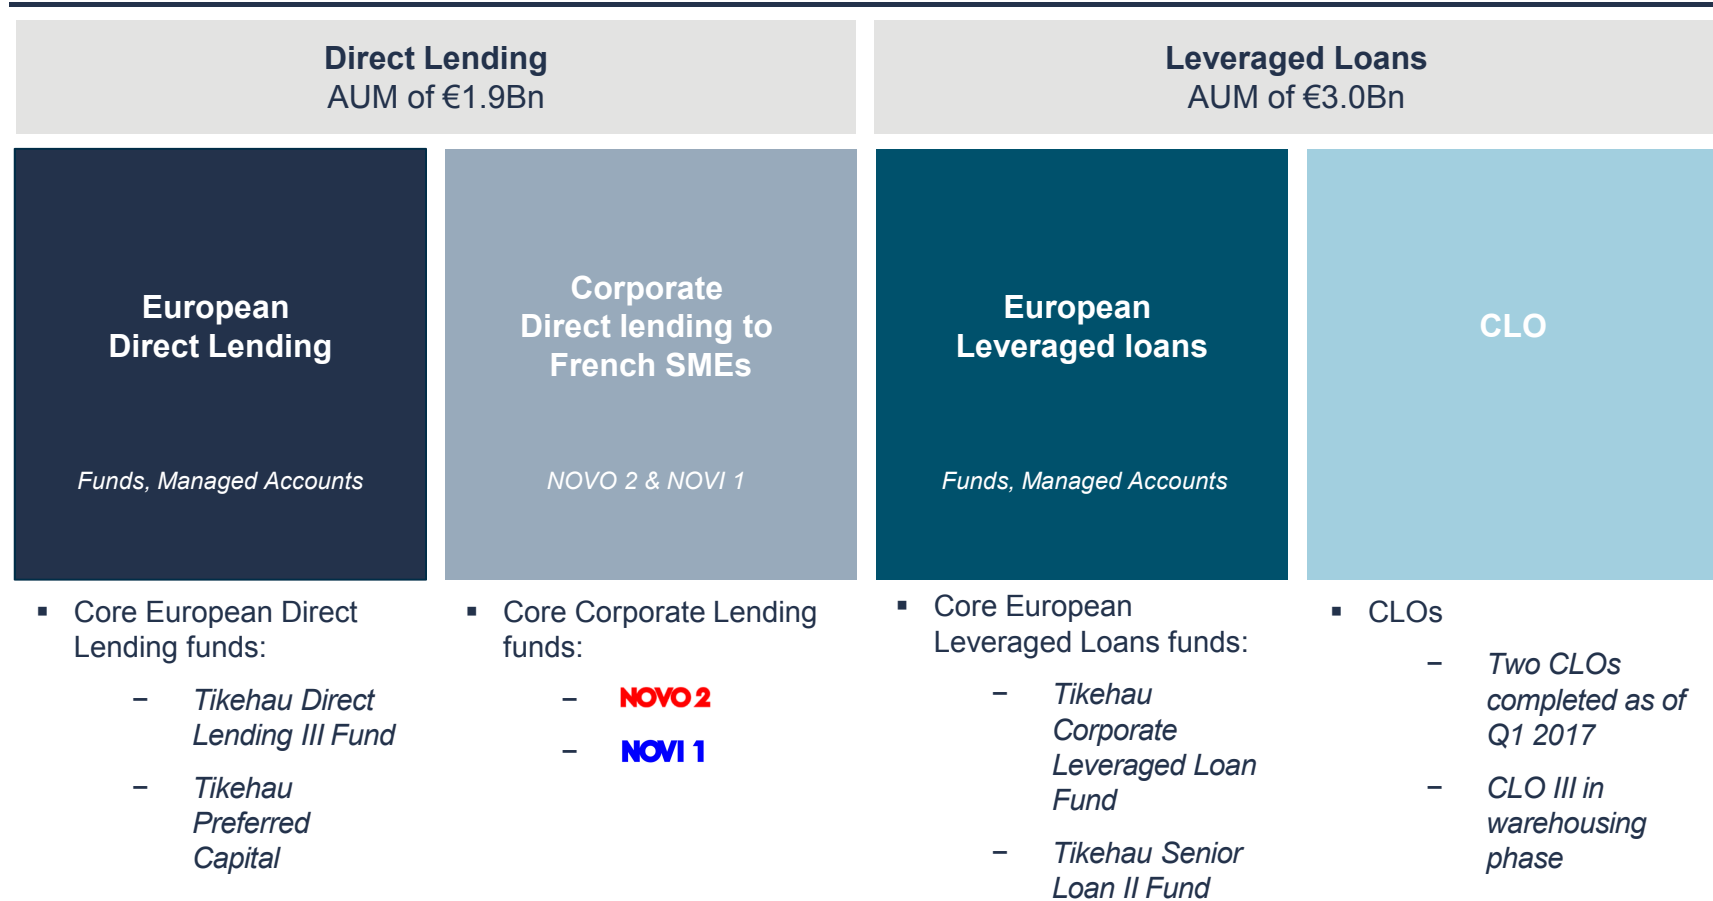 Direct Lending
AUM of €1.9Bn
Leveraged Loans
AUM of €3.0Bn
European
Direct Lending
Funds, Managed Accounts
Corporate
Direct lending to
French SMEs
NOVO 2 & NOVI 1
European
Leveraged loans
Funds, Managed Accounts
CLO
▪ Core European Direct
Lending funds:
− Tikehau Direct
Lending III Fund
− Tikehau
Preferred
Capital
▪ Core Corporate Lending
funds:
− NOVO 2
− NOVI 1
▪ Core European
Leveraged Loans funds:
− Tikehau
Corporate
Leveraged Loan
Fund
− Tikehau Senior
Loan II Fund
▪ CLOs
− Two CLOs
completed as of
Q1 2017
− CLO III in
warehousing
phase